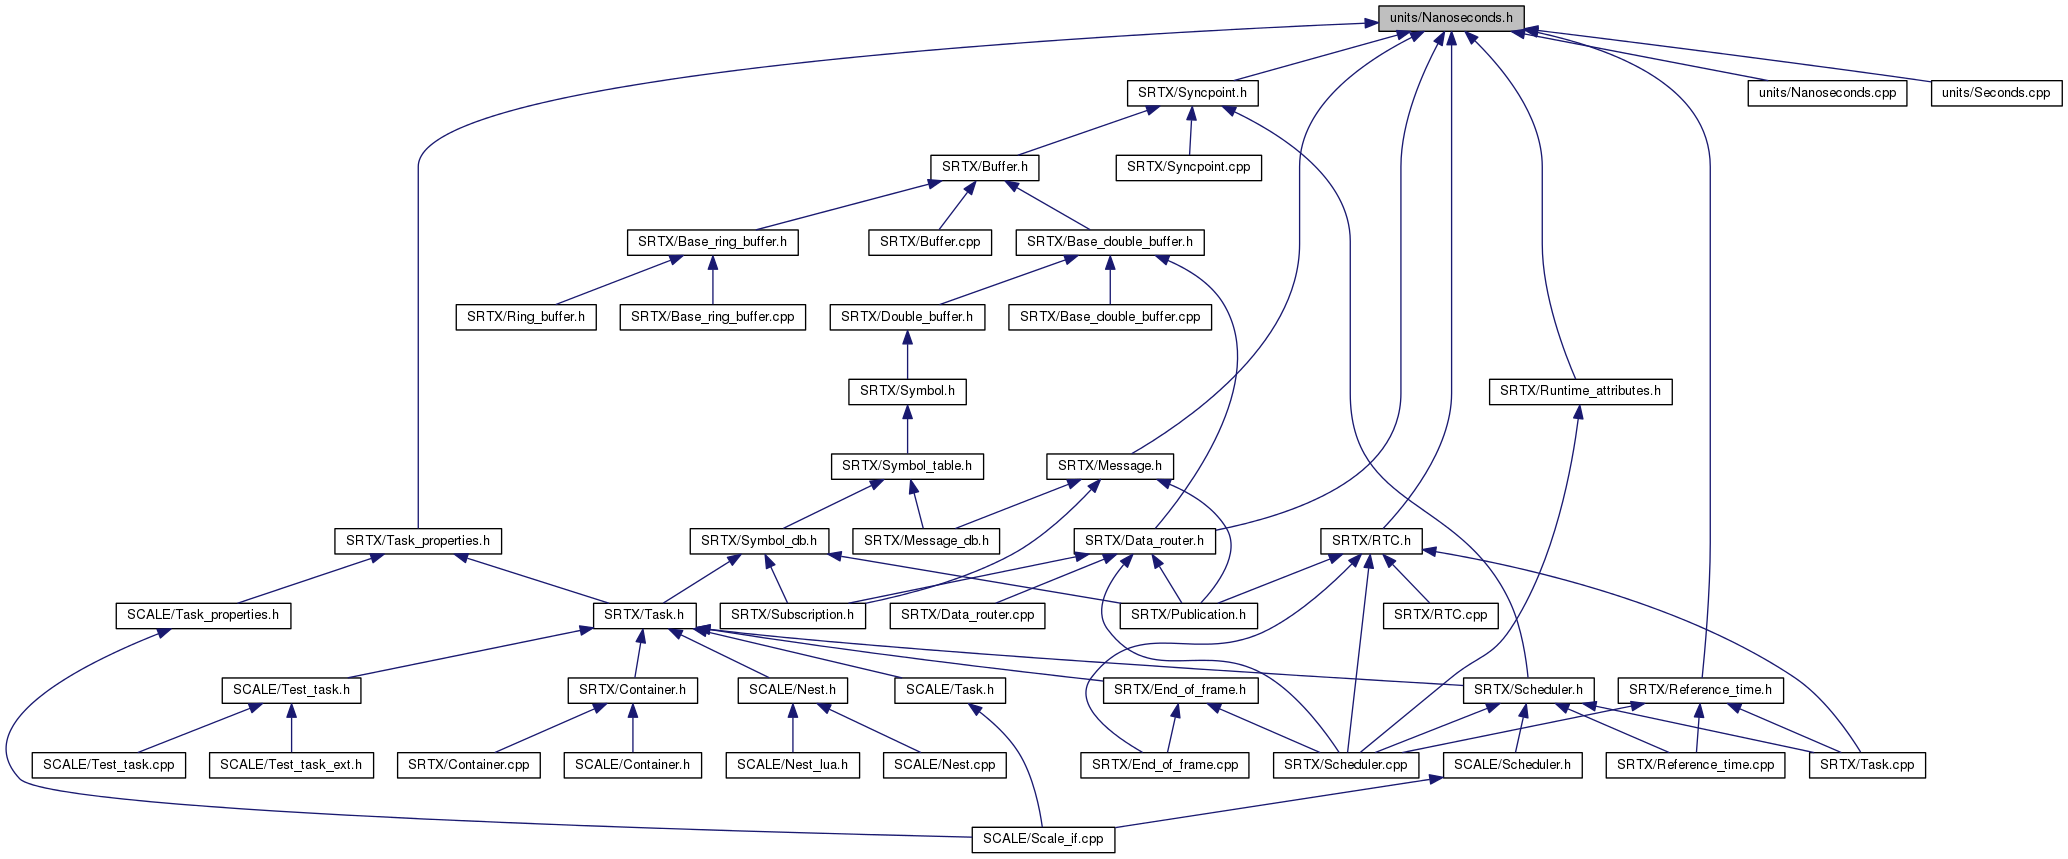 units/Nanoseconds.h
SRTX/Syncpoint.h
units/Nanoseconds.cpp
units/Seconds.cpp
SRTX/Buffer.h
SRTX/Syncpoint.cpp
SRTX/Base_ring_buffer.h
SRTX/Buffer.cpp
SRTX/Base_double_buffer.h
SRTX/Ring_buffer.h
SRTX/Base_ring_buffer.cpp
SRTX/Double_buffer.h
SRTX/Base_double_buffer.cpp
SRTX/Symbol.h
SRTX/Runtime_attributes.h
SRTX/Symbol_table.h
SRTX/Message.h
SRTX/Task_properties.h
SRTX/Symbol_db.h
SRTX/Message_db.h
SRTX/Data_router.h
SRTX/RTC.h
SCALE/Task_properties.h
SRTX/Task.h
SRTX/Subscription.h
SRTX/Data_router.cpp
SRTX/Publication.h
SRTX/RTC.cpp
SCALE/Test_task.h
SRTX/Container.h
SCALE/Nest.h
SCALE/Task.h
SRTX/End_of_frame.h
SRTX/Scheduler.h
SRTX/Reference_time.h
SCALE/Test_task.cpp
SCALE/Test_task_ext.h
SRTX/Container.cpp
SCALE/Container.h
SCALE/Nest_lua.h
SCALE/Nest.cpp
SRTX/End_of_frame.cpp
SRTX/Scheduler.cpp
SCALE/Scheduler.h
SRTX/Reference_time.cpp
SRTX/Task.cpp
SCALE/Scale_if.cpp